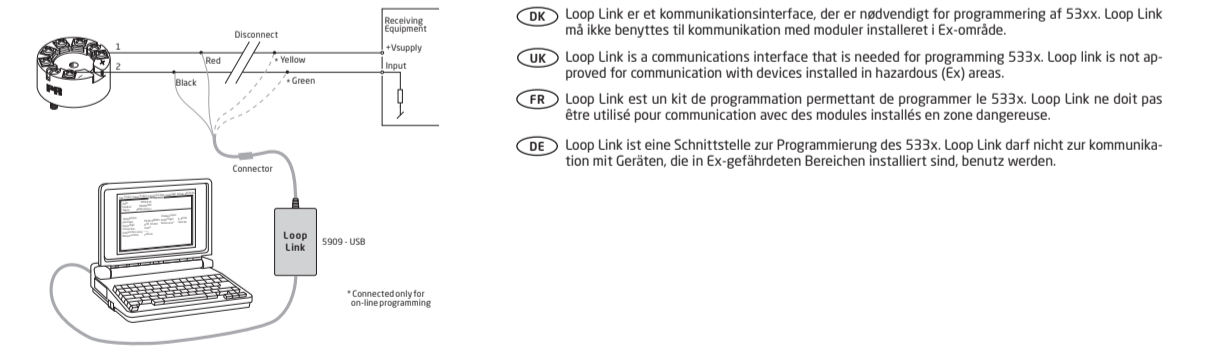 Receiving
Equipment
Disconnect
+Vsupply
1
Red
* Yellow
Input
2
Black
* Green
PR
Connector
Loop
Link
5909 - USB
* Connected only for
on-line programming
DK Loop Link er et kommunikationsinterface, der er nødvendigt for programmering af 53xx. Loop Link
må ikke benyttes til kommunikation med moduler installeret i Ex-område.
UK Loop Link is a communications interface that is needed for programming 533x. Loop link is not ap-
proved for communication with devices installed in hazardous (Ex) areas.
FR Loop Link est un kit de programmation permettant de programmer le 533x. Loop Link ne doit pas
être utilisé pour communication avec des modules installés en zone dangereuse.
DE Loop Link ist eine Schnittstelle zur Programmierung des 533x. Loop Link darf nicht zur kommunika-
tion mit Geräten, die in Ex-gefährdeten Bereichen installiert sind, benutz werden.